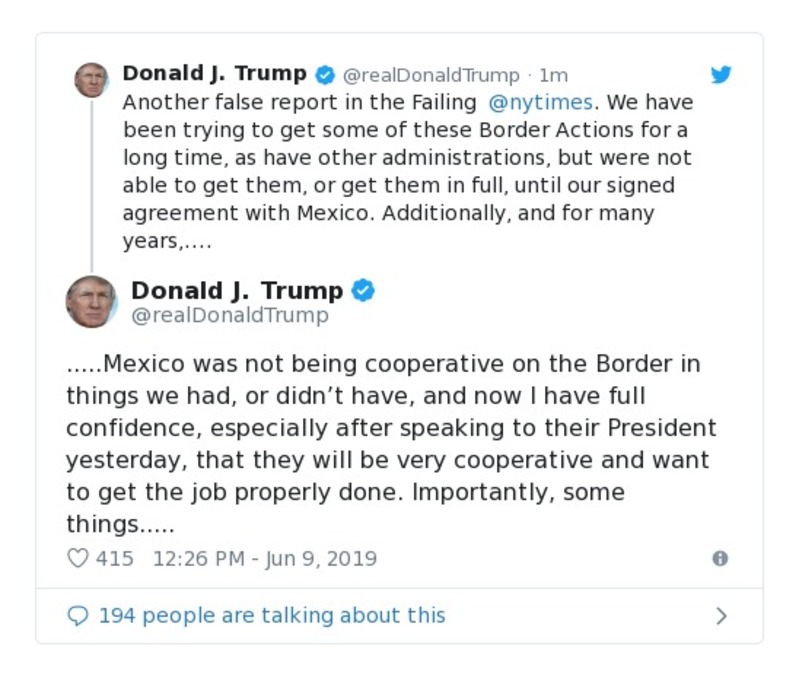 Donald J. Trump @realDonaldTrump · 1m
Another false report in the Failing @nytimes. We have
been trying to get some of these Border Actions for a
long time, as have other administrations, but were not
able to get them, or get them in full, until our signed
agreement with Mexico. Additionally, and for many
years,....
Donald J. Trump
@realDonaldTrump
.....Mexico was not being cooperative on the Border in
things we had, or didn’t have, and now I have full
confidence, especially after speaking to their President
yesterday, that they will be very cooperative and want
to get the job properly done. Importantly, some
things.....
415 12:26 PM - Jun 9, 2019
194 people are talking about this